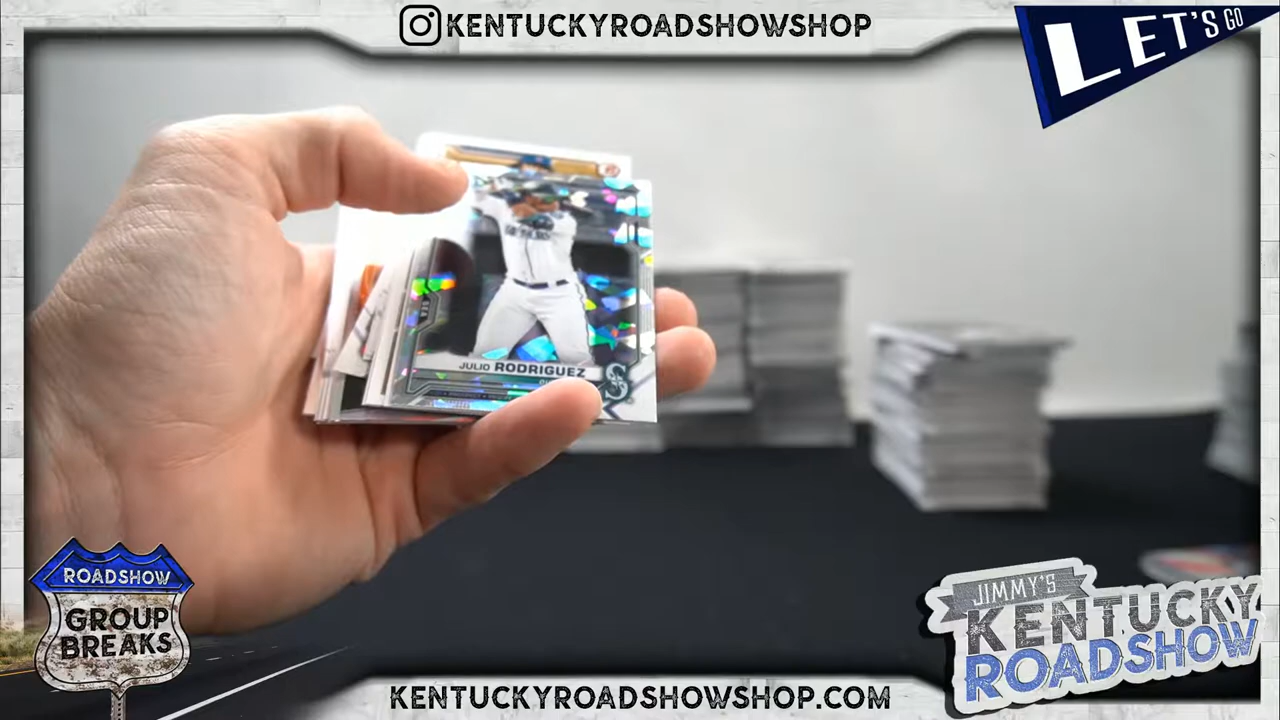 KENTUCKYROADSHOWSHOP
LET'S GO
JULIO RODRIGUEZ
ROADSHOW
GROUP
BREAKS
JIMMY'S
KENTUCKY
ROADSHOW
KENTUCKYROADSHOWSHOP.COM